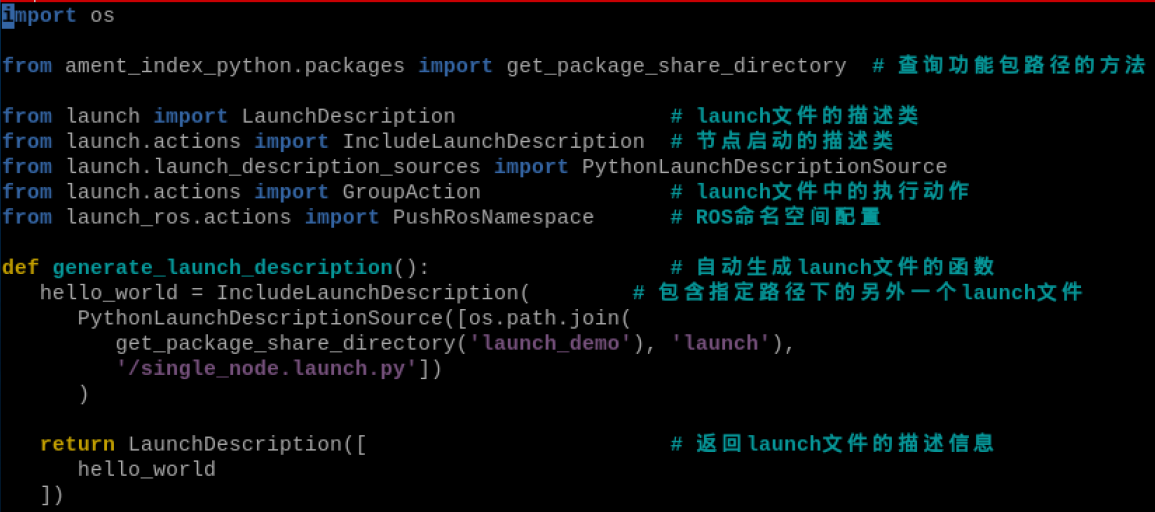 import os
from ament_index_python.packages import get_package_share_directory  # 查询功能包路径的方法
from launch import LaunchDescription                 # launch文件的描述类
from launch.actions import IncludeLaunchDescription  # 节点启动的描述类
from launch.launch_description_sources import PythonLaunchDescriptionSource
from launch.actions import GroupAction               # launch文件中的执行动作
from launch_ros.actions import PushRosNamespace      # ROS命名空间配置
def generate_launch_description():                   # 自动生成launch文件的函数
   hello_world = IncludeLaunchDescription(        # 包含指定路径下的另外一个launch文件
      PythonLaunchDescriptionSource([os.path.join(
         get_package_share_directory('launch_demo'), 'launch'),
         '/single_node.launch.py'])
      )
   return LaunchDescription([                        # 返回launch文件的描述信息
      hello_world
   ])